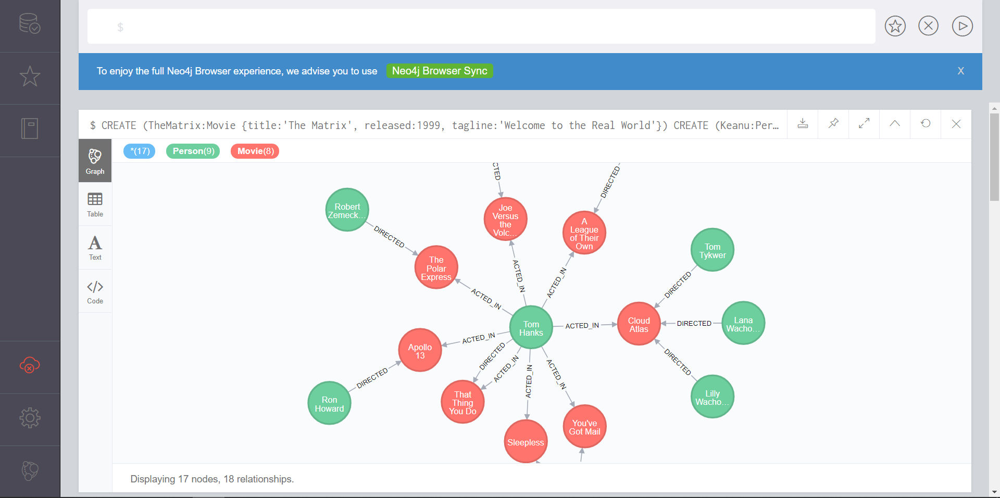 $
To enjoy the full Neo4j Browser experience, we advise you to use Neo4j Browser Sync X
$ CREATE (TheMatrix:Movie {title:'The Matrix', released:1999, tagline:'Welcome to the Real World'}) CREATE (Keanu:Per…
Graph
Table
Text
Code
*(17) Person(9) Movie(8)
CTED
DIRECTED
Robert
Zemeck…
DIRECTED
Joe
Versus
the
Volc…
A
League
of Their
Own
The
Polar
Express
Tom
Tykwer
ACTED_IN
ACTED_IN
ACTED_IN
DIRECTED
Tom
Hanks
ACTED_IN
Cloud
Atlas
DIRECTED
Lana
Wacho…
Apollo
13
ACTED_IN
DIRECTED
ACTED_IN
ACTED_IN
ACTED_IN
DIRECTED
DIRECTED
Ron
Howard
That
Thing
You Do
Lilly
Wacho…
You've
Got Mail
Sleepless
Displaying 17 nodes, 18 relationships.